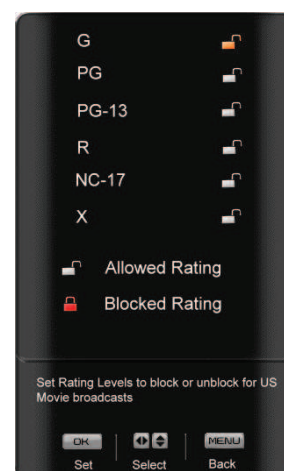 G
PG
PG-13
R
NC-17
X
Allowed Rating
Blocked Rating
Set Rating Levels to block or unblock for US
Movie broadcasts
OK MENU
Set Select Back